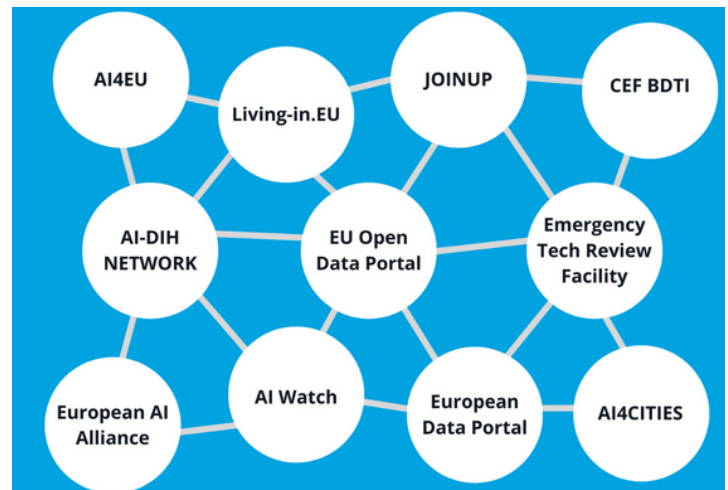 AI4EU
Living-in.EU
JOINUP
CEF BDTI
AI-DIH
NETWORK
EU Open
Data Portal
Emergency
Tech Review
Facility
European AI
Alliance
AI Watch
European
Data Portal
AI4CITIES